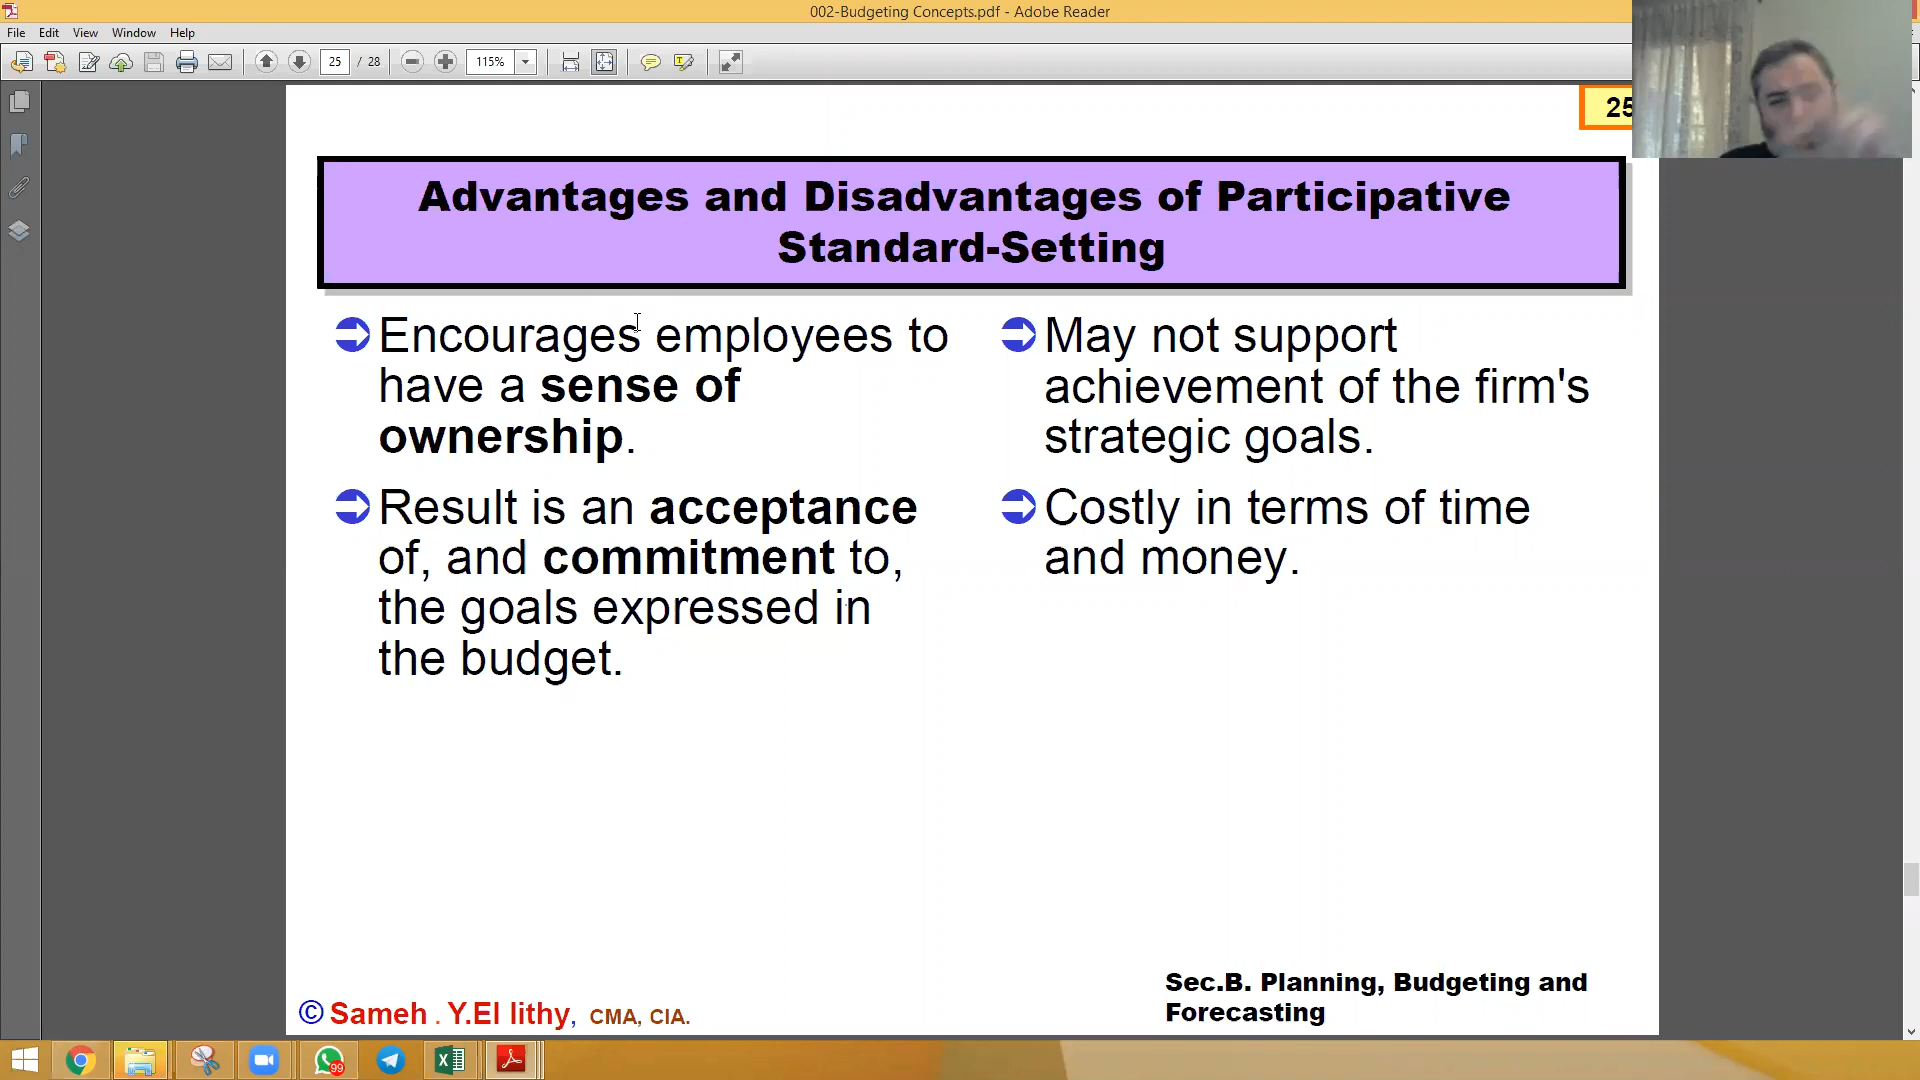 002-Budgeting Concepts.pdf - Adobe Reader
File Edit View Window Help
25 / 28 115%
25
Advantages and Disadvantages of Participative
Standard-Setting
Encourages employees to
have a sense of
ownership.
Result is an acceptance
of, and commitment to,
the goals expressed in
the budget.
May not support
achievement of the firm's
strategic goals.
Costly in terms of time
and money.
Sec.B. Planning, Budgeting and
Forecasting
© Sameh . Y.El lithy, CMA, CIA.
99